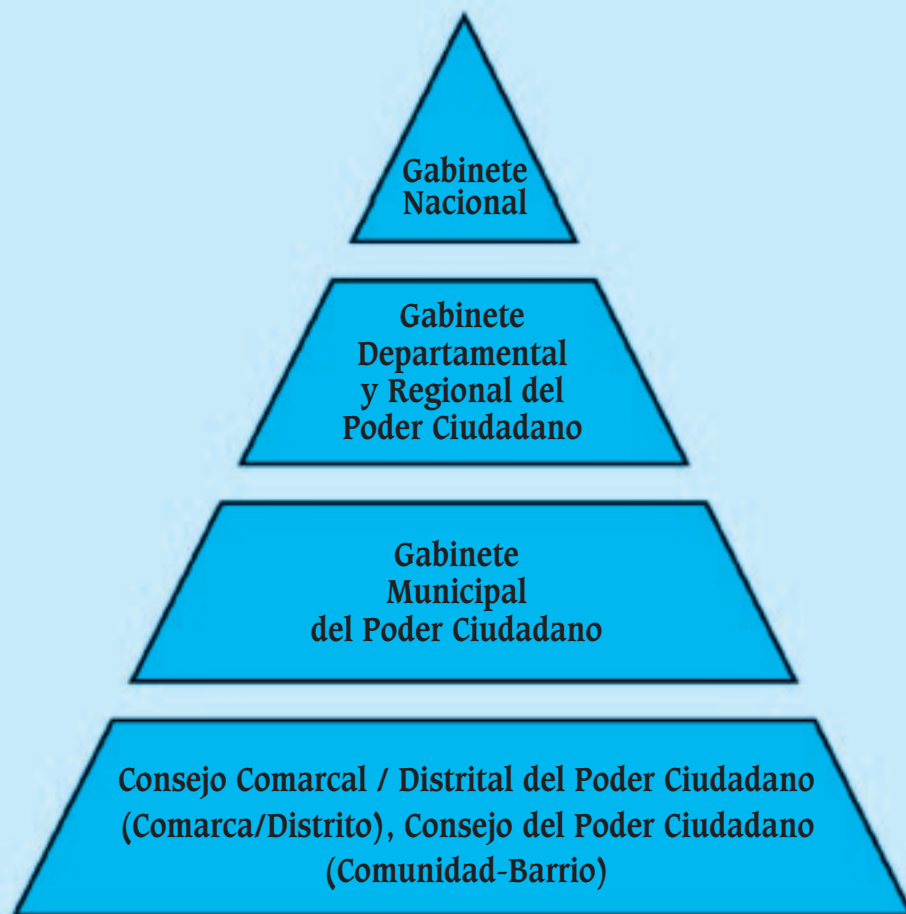 Gabinete
Nacional
Gabinete
Departamental
y Regional del
Poder Ciudadano
Gabinete
Municipal
del Poder Ciudadano
Consejo Comarcal / Distrital del Poder Ciudadano
(Comarca/Distrito), Consejo del Poder Ciudadano
(Comunidad-Barrio)